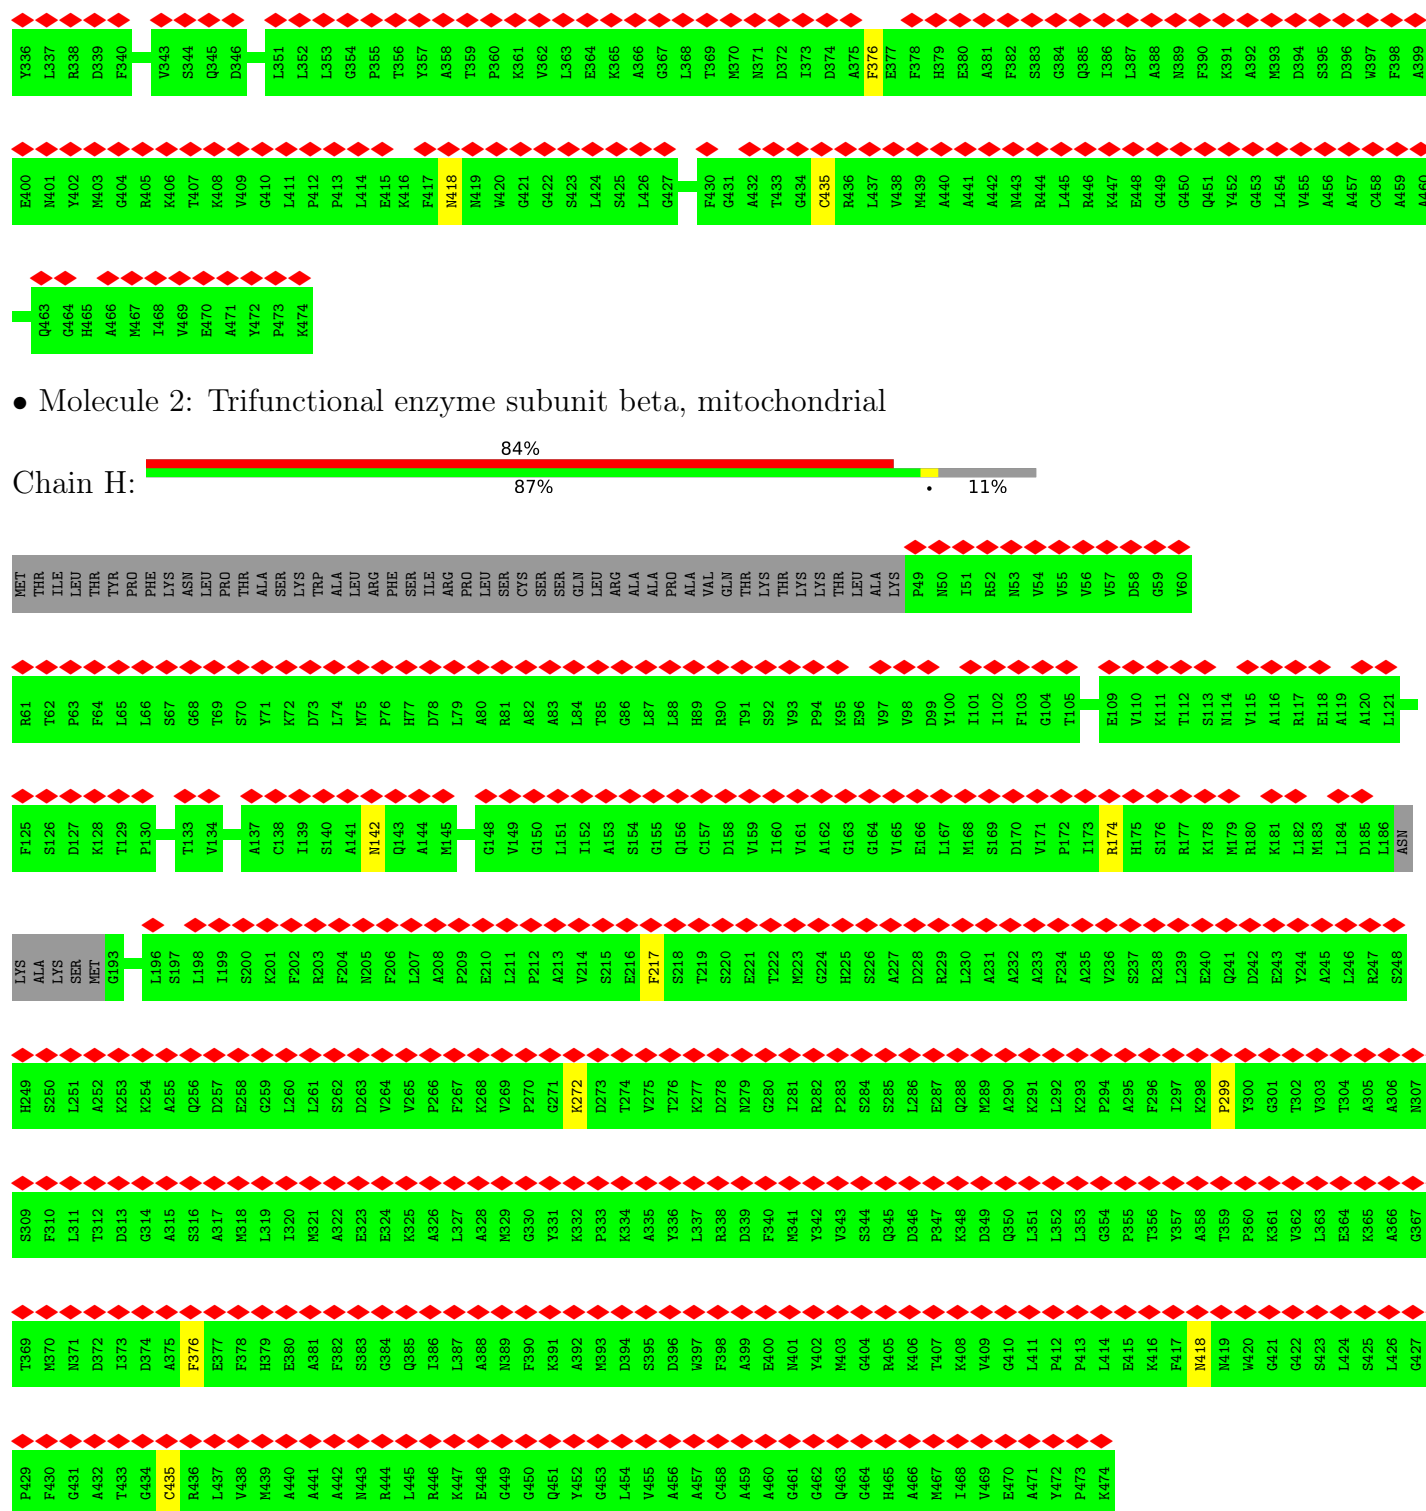 Y336 L337 R338 D339 F340 V343 S344 Q345 D346 L351 L352 L353 G354 P355 T356 Y357 A358 T359 P360 K361 V362 L363 E364 K365 A366 G367 L368 T369 M370 N371 D372 I373 D374 A375 F376 E377 F378 H379 E380 A381 F382 S383 G384 Q385 I386 L387 A388 N389 F390 K391 A392 M393 D394 S395 D396 W397 F398 A399
E400 N401 Y402 M403 G404 R405 K406 T407 K408 V409 G410 L411 P412 P413 L414 E415 K416 F417 N418 N419 W420 G421 G422 S423 L424 S425 L426 G427 F430 G431 A432 T433 G434 C435 R436 L437 V438 M439 A440 A441 A442 N443 R444 L445 R446 K447 E448 G449 G450 Q451 Y452 G453 L454 V455 A456 A457 C458 A459 A460
Q463 G464 H465 A466 M467 I468 V469 E470 A471 Y472 P473 K474
• Molecule 2: Trifunctional enzyme subunit beta, mitochondrial
84%
Chain H:
87% • 11%
MET THR ILE LEU THR TYR PRO PHE LYS ASN LEU PRO THR ALA SER LYS TRP ALA LEU ARG PHE SER ILE ARG PRO LEU SER CYS SER SER GLN LEU ARG ALA ALA PRO ALA VAL GLN THR LYS THR LYS LYS THR LEU ALA LYS P49 N50 I51 R52 N53 V54 V55 V56 V57 D58 G59 V60
R61 T62 P63 F64 L65 L66 S67 G68 T69 S70 Y71 K72 D73 L74 M75 P76 H77 D78 L79 A80 R81 A82 A83 L84 T85 G86 L87 L88 H89 R90 T91 S92 V93 P94 K95 E96 V97 V98 D99 Y100 I101 I102 F103 G104 T105 E109 V110 K111 T112 S113 N114 V115 A116 R117 E118 A119 A120 L121
F125 S126 D127 K128 T129 P130 T133 V134 A137 C138 I139 S140 A141 N142 Q143 A144 M145 G148 V149 G150 L151 I152 A153 S154 G155 Q156 C157 D158 V159 I160 V161 A162 G163 G164 V165 E166 L167 M168 S169 D170 V171 P172 I173 R174 H175 S176 R177 K178 M179 R180 K181 L182 M183 L184 D185 L186 ASN
LYS ALA LYS SER MET G193 L196 S197 L198 I199 S200 K201 F202 R203 F204 N205 F206 L207 A208 P209 E210 L211 P212 A213 V214 S215 E216 F217 S218 T219 S220 E221 T222 M223 G224 H225 S226 A227 D228 R229 L230 A231 A232 A233 F234 A235 V236 S237 R238 L239 E240 Q241 D242 E243 Y244 A245 L246 R247 S248
H249 S250 L251 A252 K253 K254 A255 Q256 D257 E258 G259 L260 L261 S262 D263 V264 V265 P266 F267 K268 V269 P270 G271 K272 D273 T274 V275 T276 K277 D278 N279 G280 I281 R282 P283 S284 S285 L286 E287 Q288 M289 A290 K291 L292 K293 P294 A295 F296 I297 K298 P299 Y300 G301 T302 V303 T304 A305 A306 N307
S309 F310 L311 T312 D313 G314 A315 S316 A317 M318 L319 I320 M321 A322 E323 E324 K325 A326 L327 A328 M329 G330 Y331 K332 P333 K334 A335 Y336 L337 R338 D339 F340 M341 Y342 V343 S344 Q345 D346 P347 K348 D349 Q350 L351 L352 L353 G354 P355 T356 Y357 A358 T359 P360 K361 V362 L363 E364 K365 A366 G367
T369 M370 N371 D372 I373 D374 A375 F376 E377 F378 H379 E380 A381 F382 S383 G384 Q385 I386 L387 A388 N389 F390 K391 A392 M393 D394 S395 D396 W397 F398 A399 E400 N401 Y402 M403 G404 R405 K406 T407 K408 V409 G410 L411 P412 P413 L414 E415 K416 F417 N418 N419 W420 G421 G422 S423 L424 S425 L426 G427
P429 F430 G431 A432 T433 G434 C435 R436 L437 V438 M439 A440 A441 A442 N443 R444 L445 R446 K447 E448 G449 G450 Q451 Y452 G453 L454 V455 A456 A457 C458 A459 A460 G461 G462 Q463 G464 H465 A466 M467 I468 V469 E470 A471 Y472 P473 K474